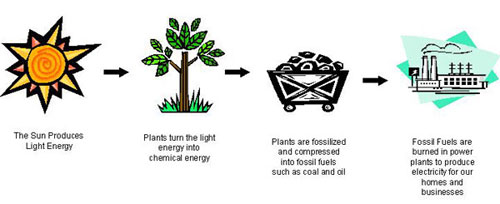 The Sun Produces
Light Energy
Plants turn the light
energy into
chemical energy
Plants are fossilized
and compressed
into fossil fuels
such as coal and oil
Fossil Fuels are
burned in power
plants to produce
electricity for our
homes and
businesses